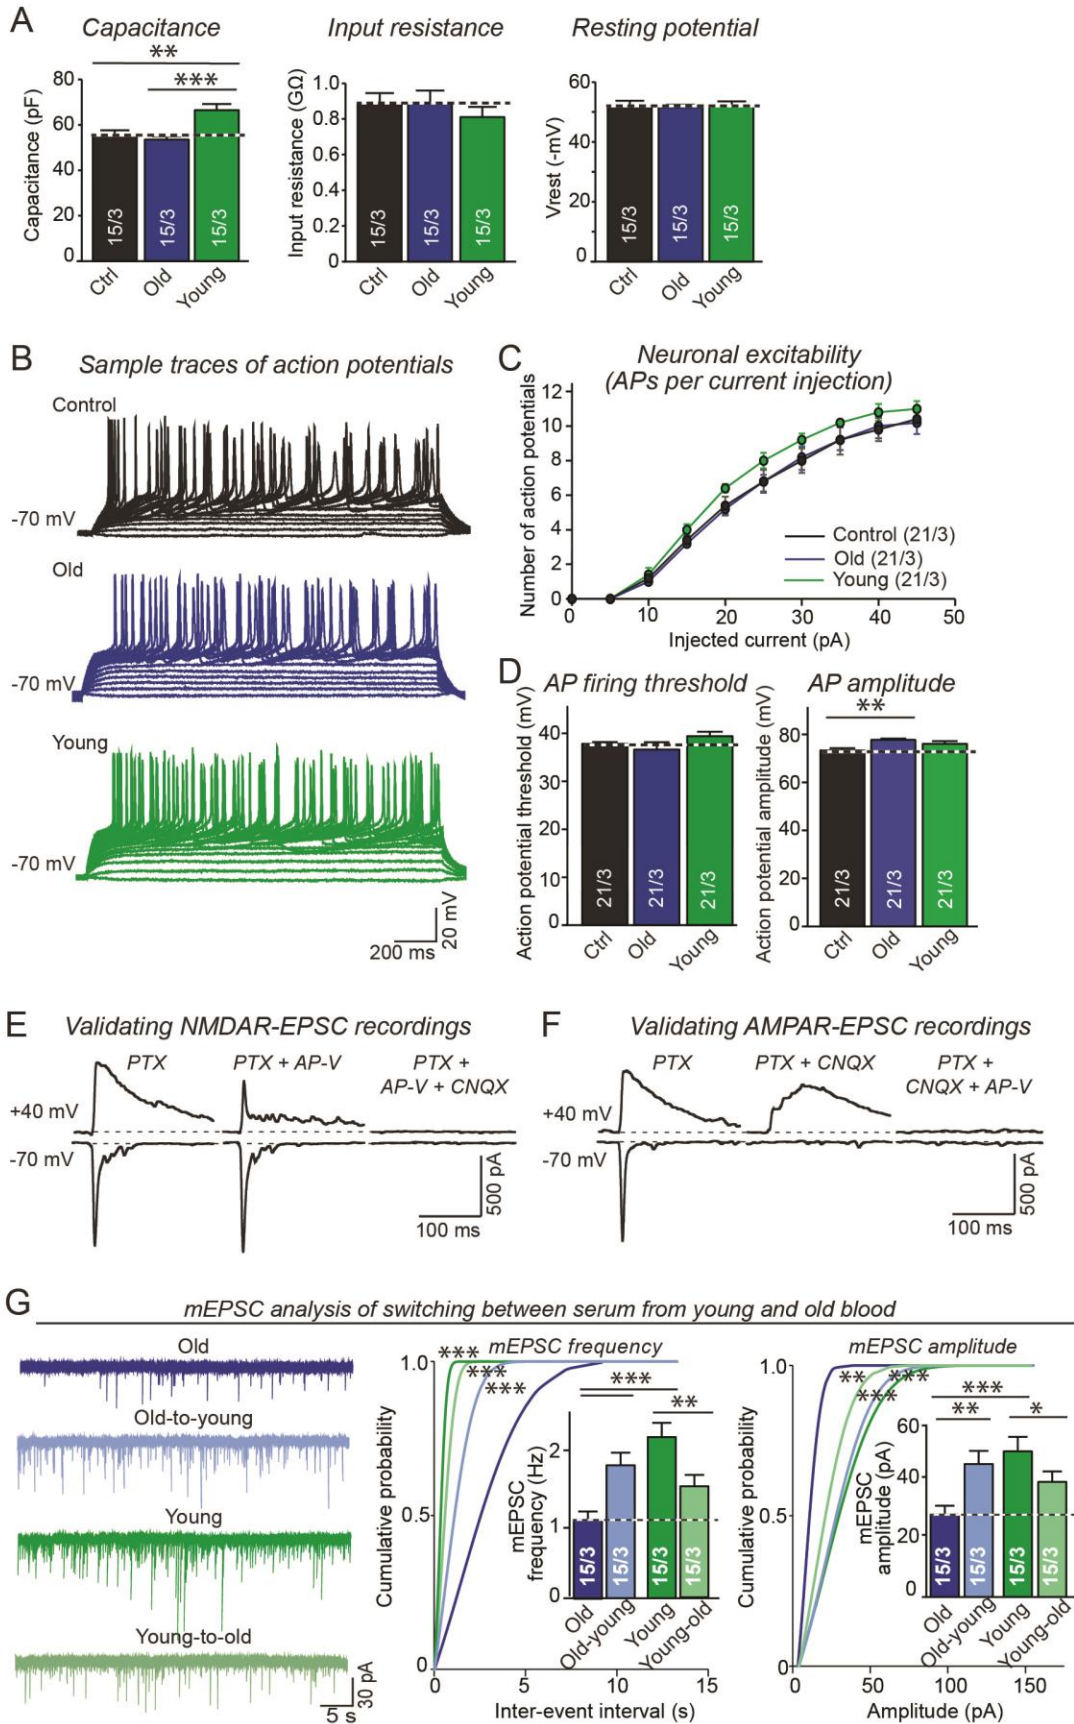 A
Capacitance
Input resistance
Resting potential
**
***
Capacitance (pF)
80
60
40
20
0
15/3
15/3
15/3
Ctrl
Old
Young
Input resistance (GΩ)
1.0
0.8
0.6
0.4
0.2
0
15/3
15/3
15/3
Ctrl
Old
Young
Vrest (-mV)
60
40
20
0
15/3
15/3
15/3
Ctrl
Old
Young
B
Sample traces of action potentials
Control
-70 mV
Old
-70 mV
Young
-70 mV
20 mV
200 ms
C
Neuronal excitability
(APs per current injection)
Number of action potentials
12
10
8
6
4
2
0
Control (21/3)
Old (21/3)
Young (21/3)
0
10
20
30
40
50
Injected current (pA)
D
AP firing threshold
AP amplitude
Action potential threshold (mV)
40
30
20
10
0
21/3
21/3
21/3
Ctrl
Old
Young
**
Action potential amplitude (mV)
80
60
40
20
0
21/3
21/3
21/3
Ctrl
Old
Young
E
Validating NMDAR-EPSC recordings
PTX
PTX + AP-V
PTX +
AP-V + CNQX
+40 mV
-70 mV
500 pA
100 ms
F
Validating AMPAR-EPSC recordings
PTX
PTX + CNQX
PTX +
CNQX + AP-V
+40 mV
-70 mV
500 pA
100 ms
G
mEPSC analysis of switching between serum from young and old blood
Old
Old-to-young
Young
Young-to-old
30 pA
5 s
mEPSC frequency
Cumulative probability
1.0
0.5
0
***
***
***
***
**
mEPSC
frequency (Hz)
2
1
0
15/3
15/3
15/3
15/3
Old
Old-young
Young
Young-old
0
5
10
15
Inter-event interval (s)
mEPSC amplitude
Cumulative probability
1.0
0.5
0
**
***
***
***
**
*
mEPSC
amplitude (pA)
60
40
20
0
15/3
15/3
15/3
15/3
Old
Old-young
Young
Young-old
0
50
100
150
Amplitude (pA)